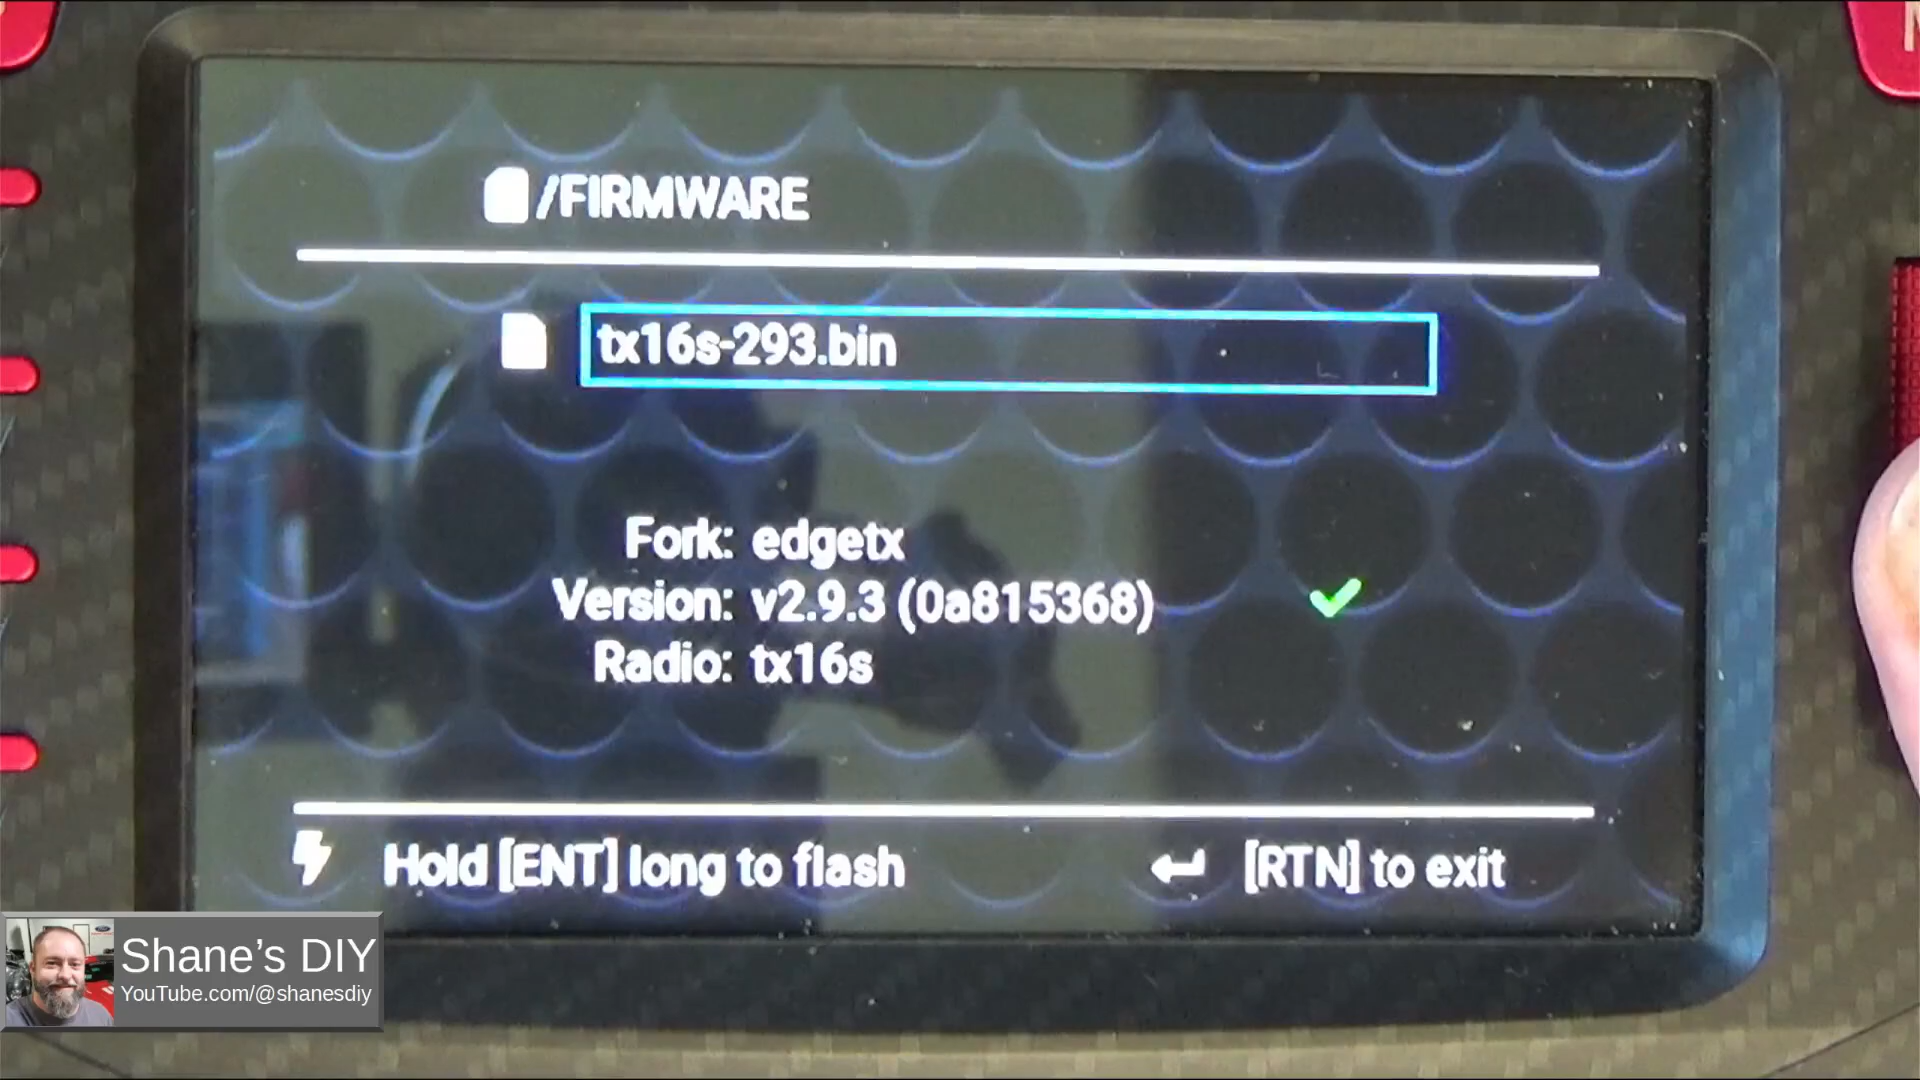 /FIRMWARE
tx16s-293.bin
Fork: edgetx
Version: v2.9.3 (0a815368)
Radio: tx16s
Hold [ENT] long to flash
[RTN] to exit
Shane’s DIY
YouTube.com/@shanesdiy